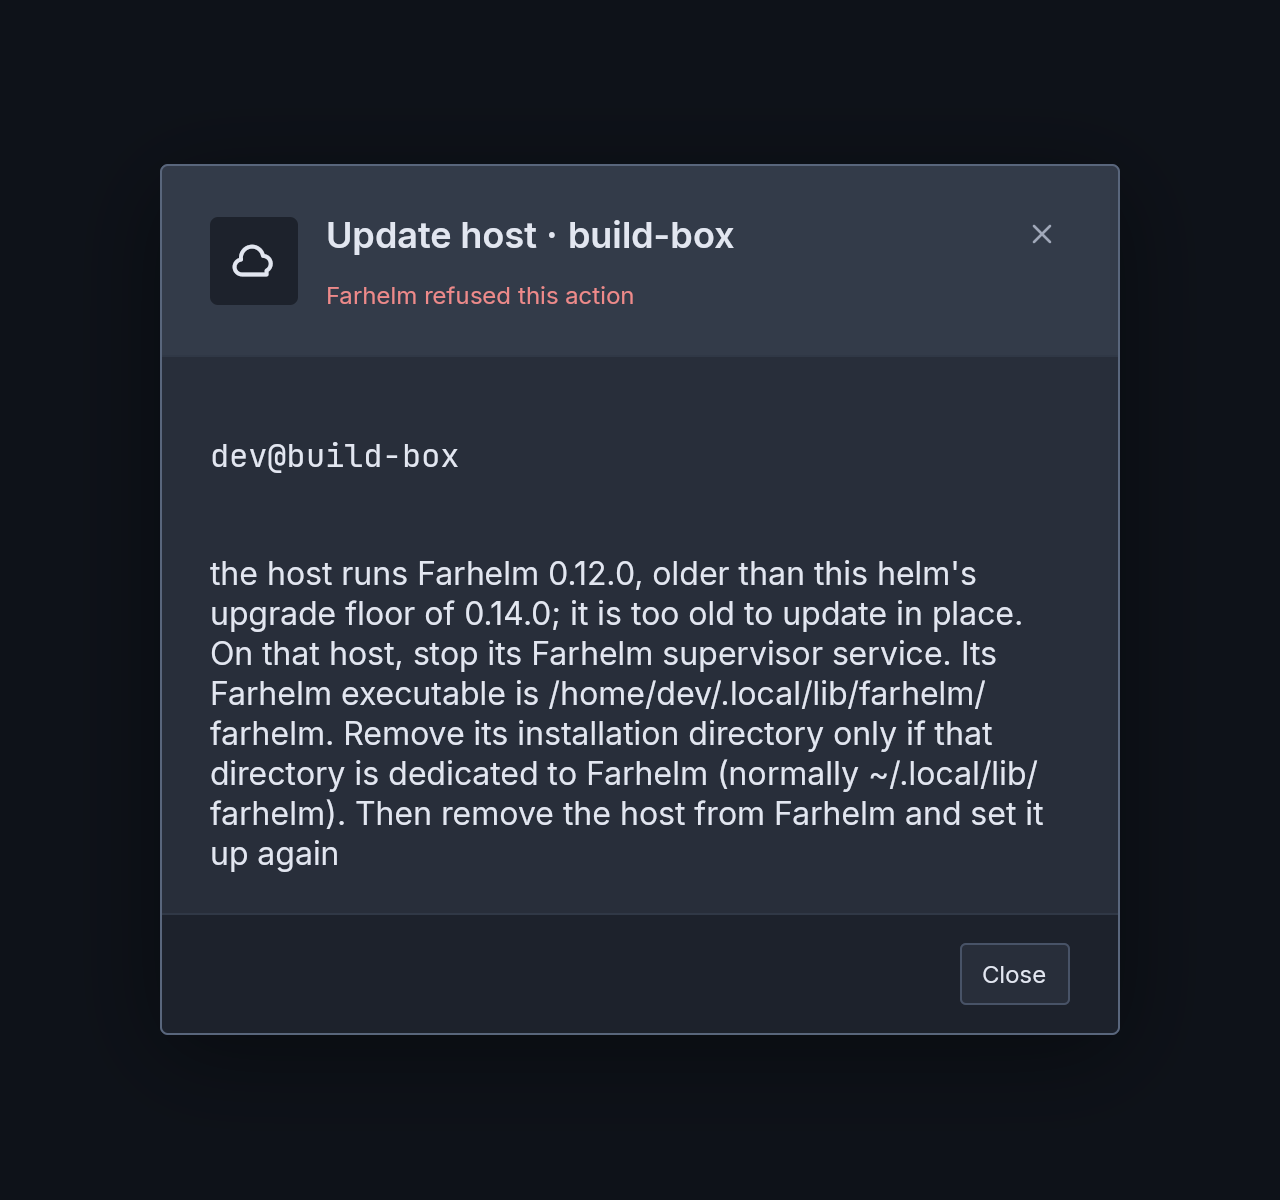 Update host · build-box
Farhelm refused this action
dev@build-box
the host runs Farhelm 0.12.0, older than this helm's
upgrade floor of 0.14.0; it is too old to update in place.
On that host, stop its Farhelm supervisor service. Its
Farhelm executable is /home/dev/.local/lib/farhelm/
farhelm. Remove its installation directory only if that
directory is dedicated to Farhelm (normally ~/.local/lib/
farhelm). Then remove the host from Farhelm and set it
up again
Close